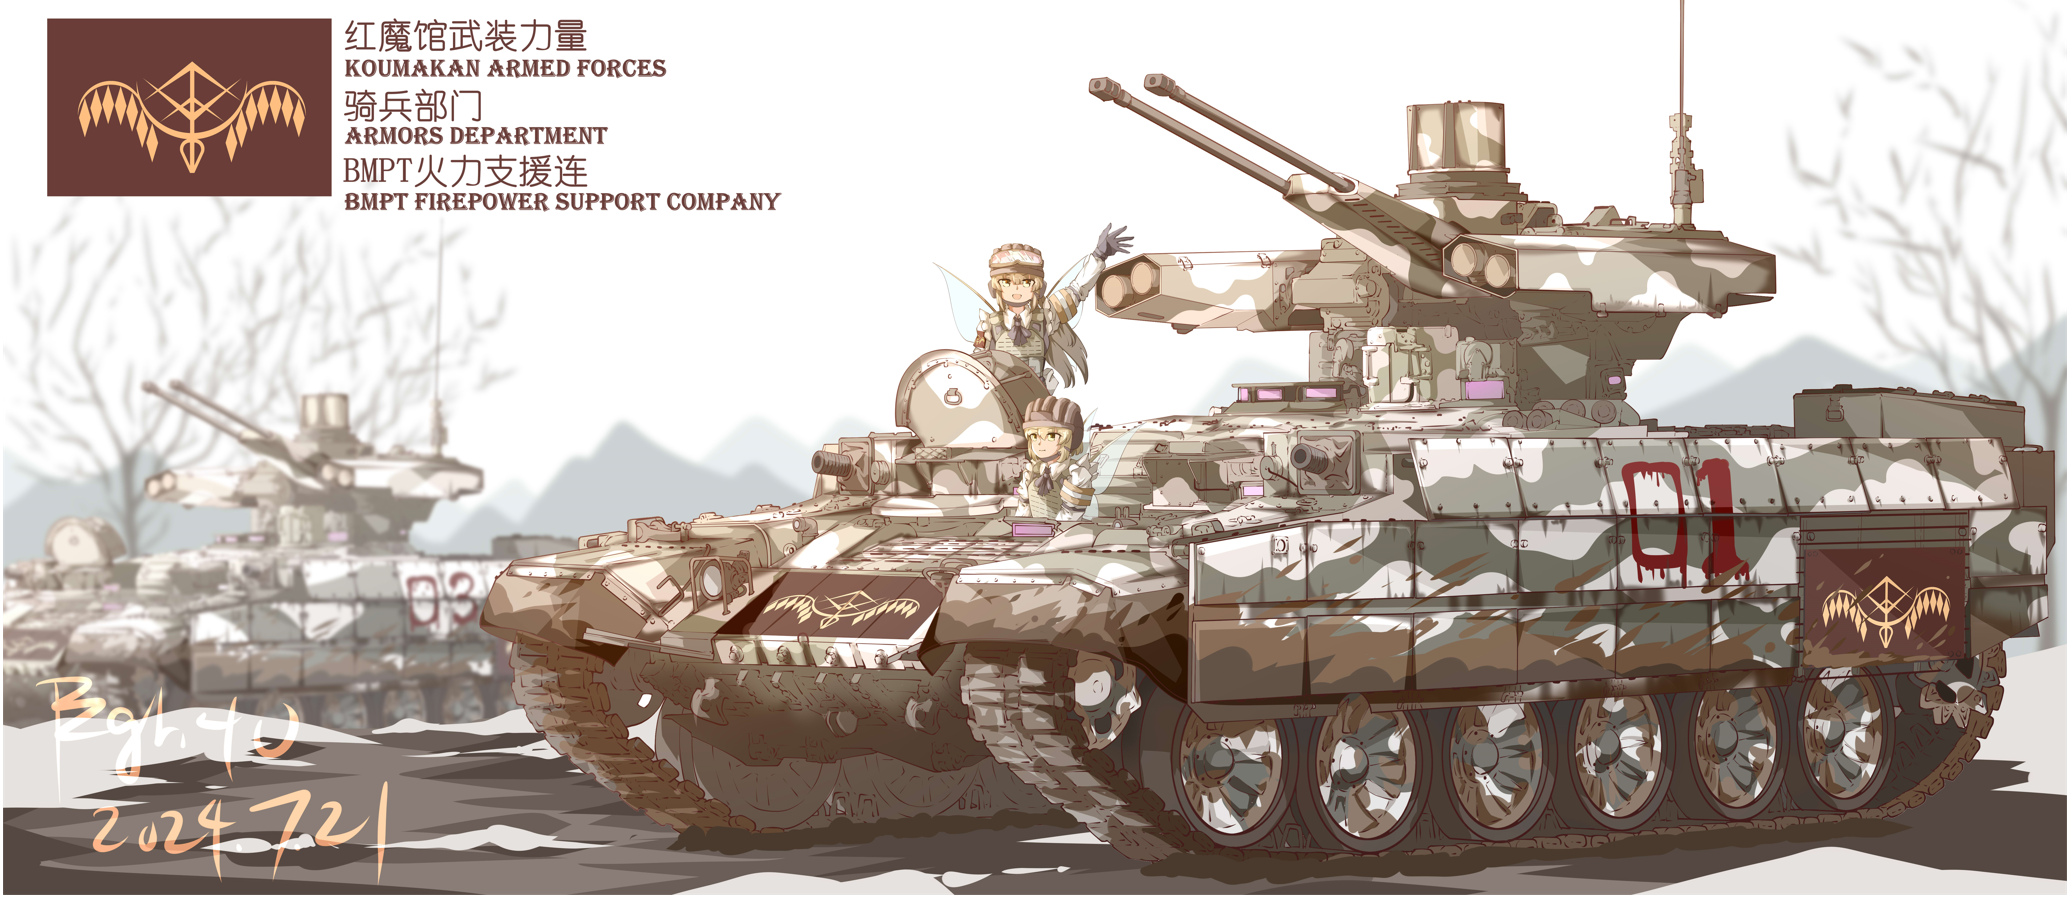 红魔馆武装力量
KOUMAKAN ARMED FORCES
骑兵部门
ARMORS DEPARTMENT
BMPT火力支援连
BMPT FIREPOWER SUPPORT COMPANY
01
03
2024.7.21